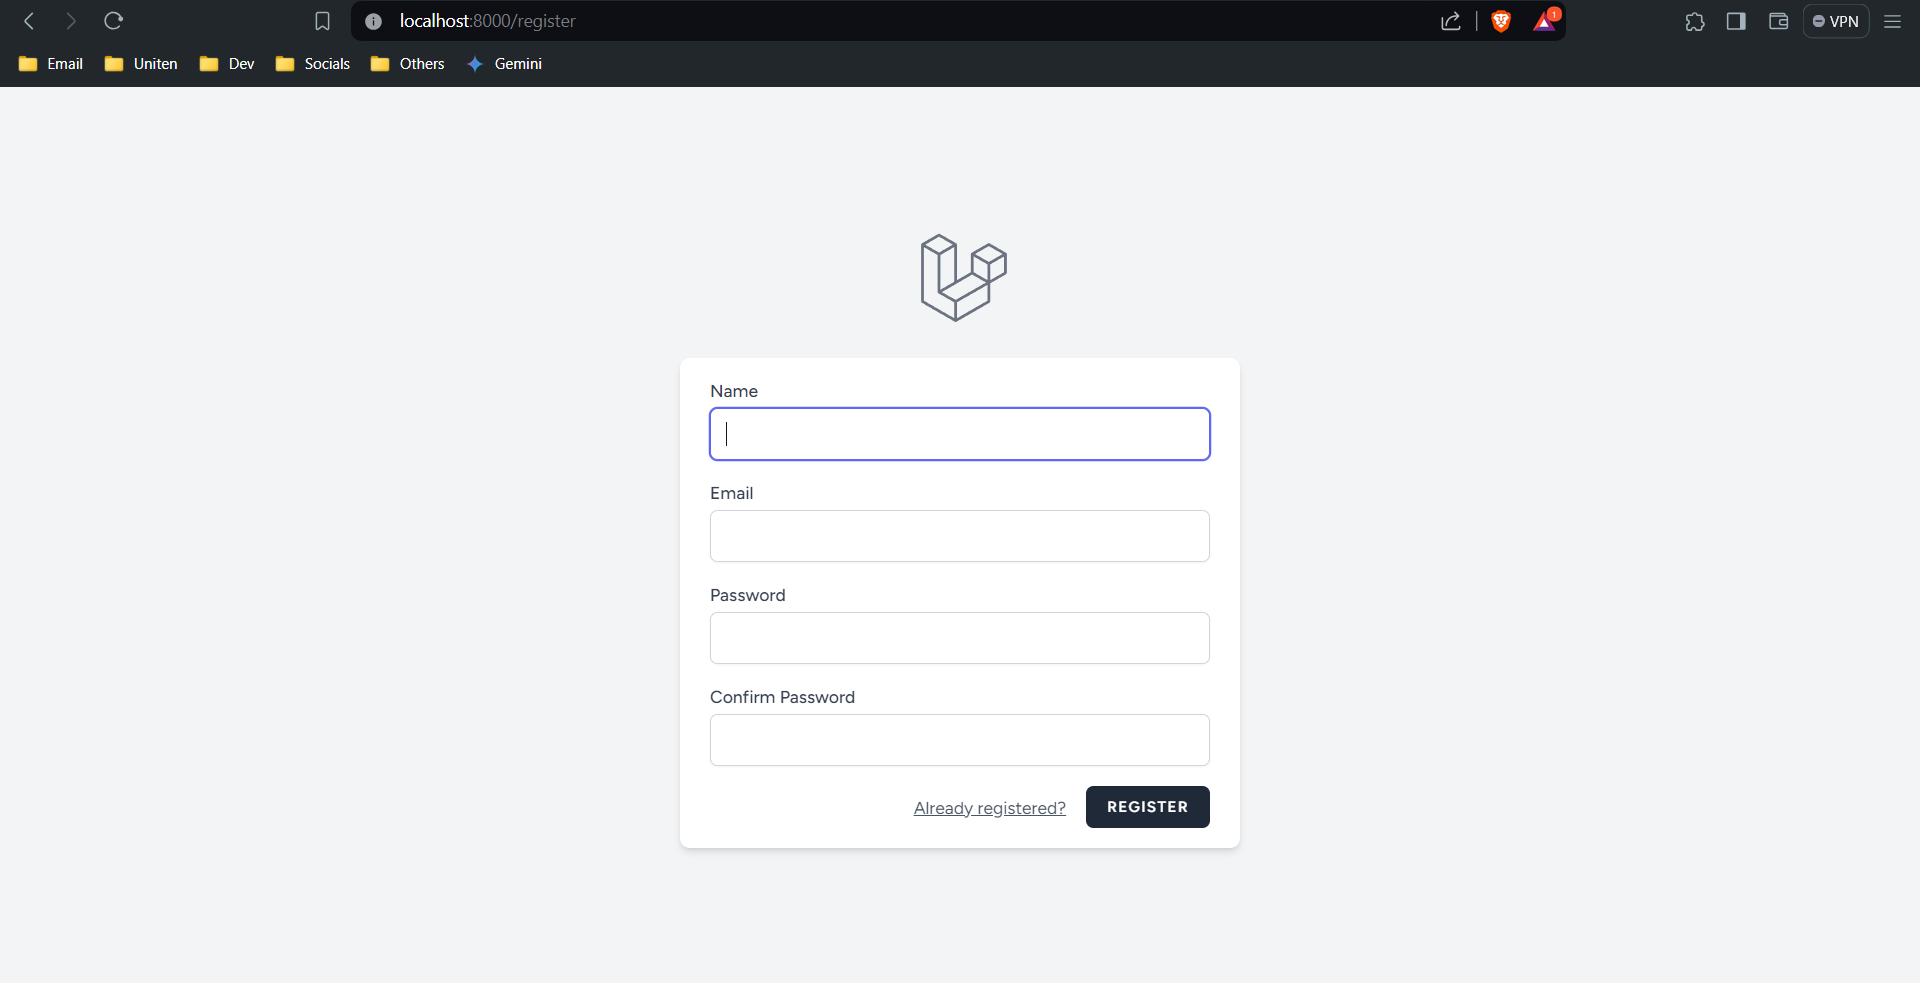 localhost:8000/register
1
VPN
Email Uniten Dev Socials Others Gemini
Name
Email
Password
Confirm Password
Already registered? REGISTER